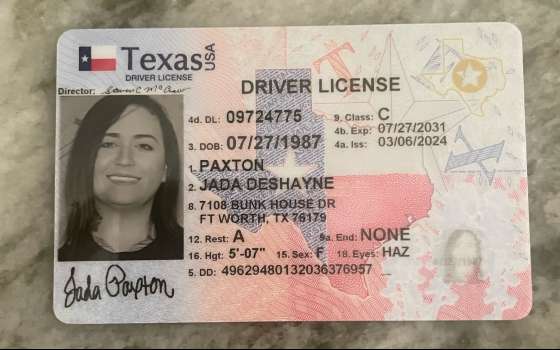 Texas USA
DRIVER LICENSE
Director:
DRIVER LICENSE
4d. DL: 09724775 9. Class: C
4b. Exp: 07/27/2031
3. DOB: 07/27/1987 4a. Iss: 03/06/2024
1. PAXTON
2. JADA DESHAYNE
8. 7108 BUNK HOUSE DR
FT WORTH, TX 76179
12. Rest: A 9a. End: NONE
16. Hgt: 5'-07" 15. Sex: F 18. Eyes: HAZ
5. DD: 49629480132036376957
Jada Paxton